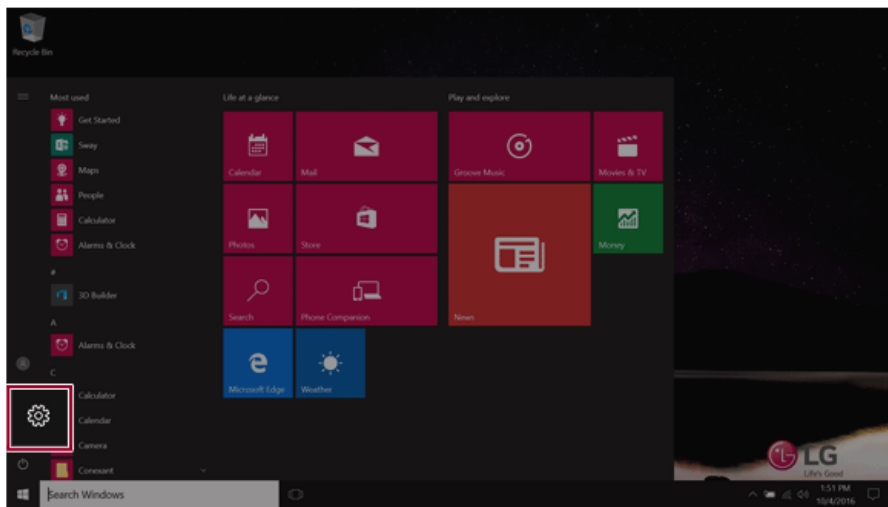 Recycle Bin
Most used
Get Started
Sway
Maps
People
Calculator
Alarms & Clock
#
3D Builder
A
Alarms & Clock
C
Calculator
Calendar
Camera
Conexant
Life at a glance
Calendar
Mail
Photos
Store
Search
Phone Companion
Microsoft Edge
Weather
Play and explore
Groove Music
Movies & TV
News
Money
LG
Life's Good
Search Windows
1:51 PM
10/4/2016